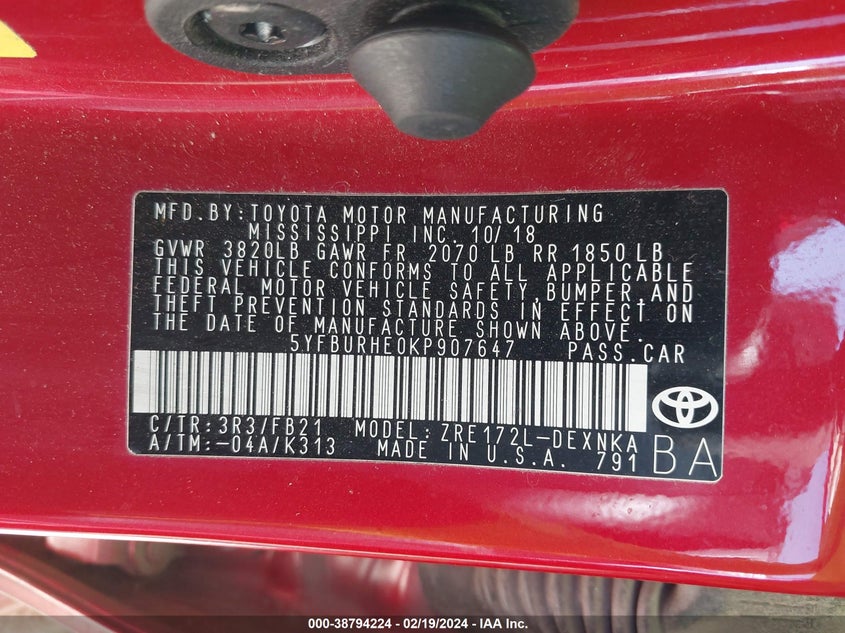 MFD.BY:TOYOTA MOTOR MANUFACTURING
MISSISSIPPI INC. 10/18
GVWR 3820LB GAWR FR 2070 LB RR 1850 LB
THIS VEHICLE CONFORMS TO ALL APPLICABLE
FEDERAL MOTOR VEHICLE SAFETY,BUMPER,AND
THEFT PREVENTION STANDARDS IN EFFECT ON
THE DATE OF MANUFACTURE SHOWN ABOVE.
5YFBURHE0KP907647 PASS.CAR
C/TR:3R3/FB21 MODEL:ZRE172L-DEXNKA
A/TM:-04A/K313 MADE IN U.S.A. 791
BA
000-38794224 - 02/19/2024 - IAA Inc.